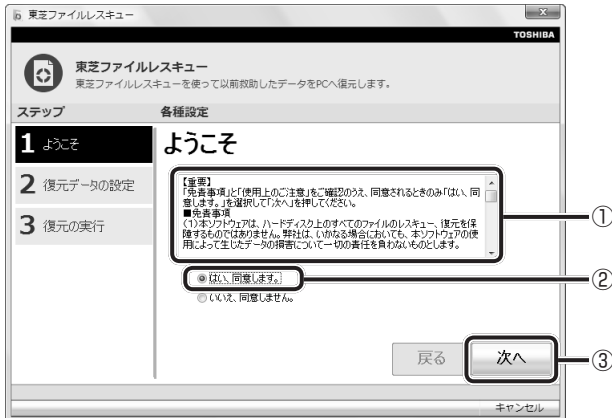 東芝ファイルレスキュー
TOSHIBA
東芝ファイルレスキュー
東芝ファイルレスキューを使って以前救助したデータをPCへ復元します。
ステップ
各種設定
1 ようこそ
2 復元データの設定
3 復元の実行
ようこそ
【重要】
「免責事項」と「使用上のご注意」をご確認のうえ、同意されるときのみ「はい、同
意します。」を選択して「次へ」を押してください。
■免責事項
(1)本ソフトウェアは、ハードディスク上のすべてのファイルのレスキュー、復元を保
障するものではありません。弊社は、いかなる場合においても、本ソフトウェアの使
用によって生じたデータの損害について一切の責任を負わないものとします。
①
はい、同意します。
②
いいえ、同意しません。
戻る
次へ
③
キャンセル